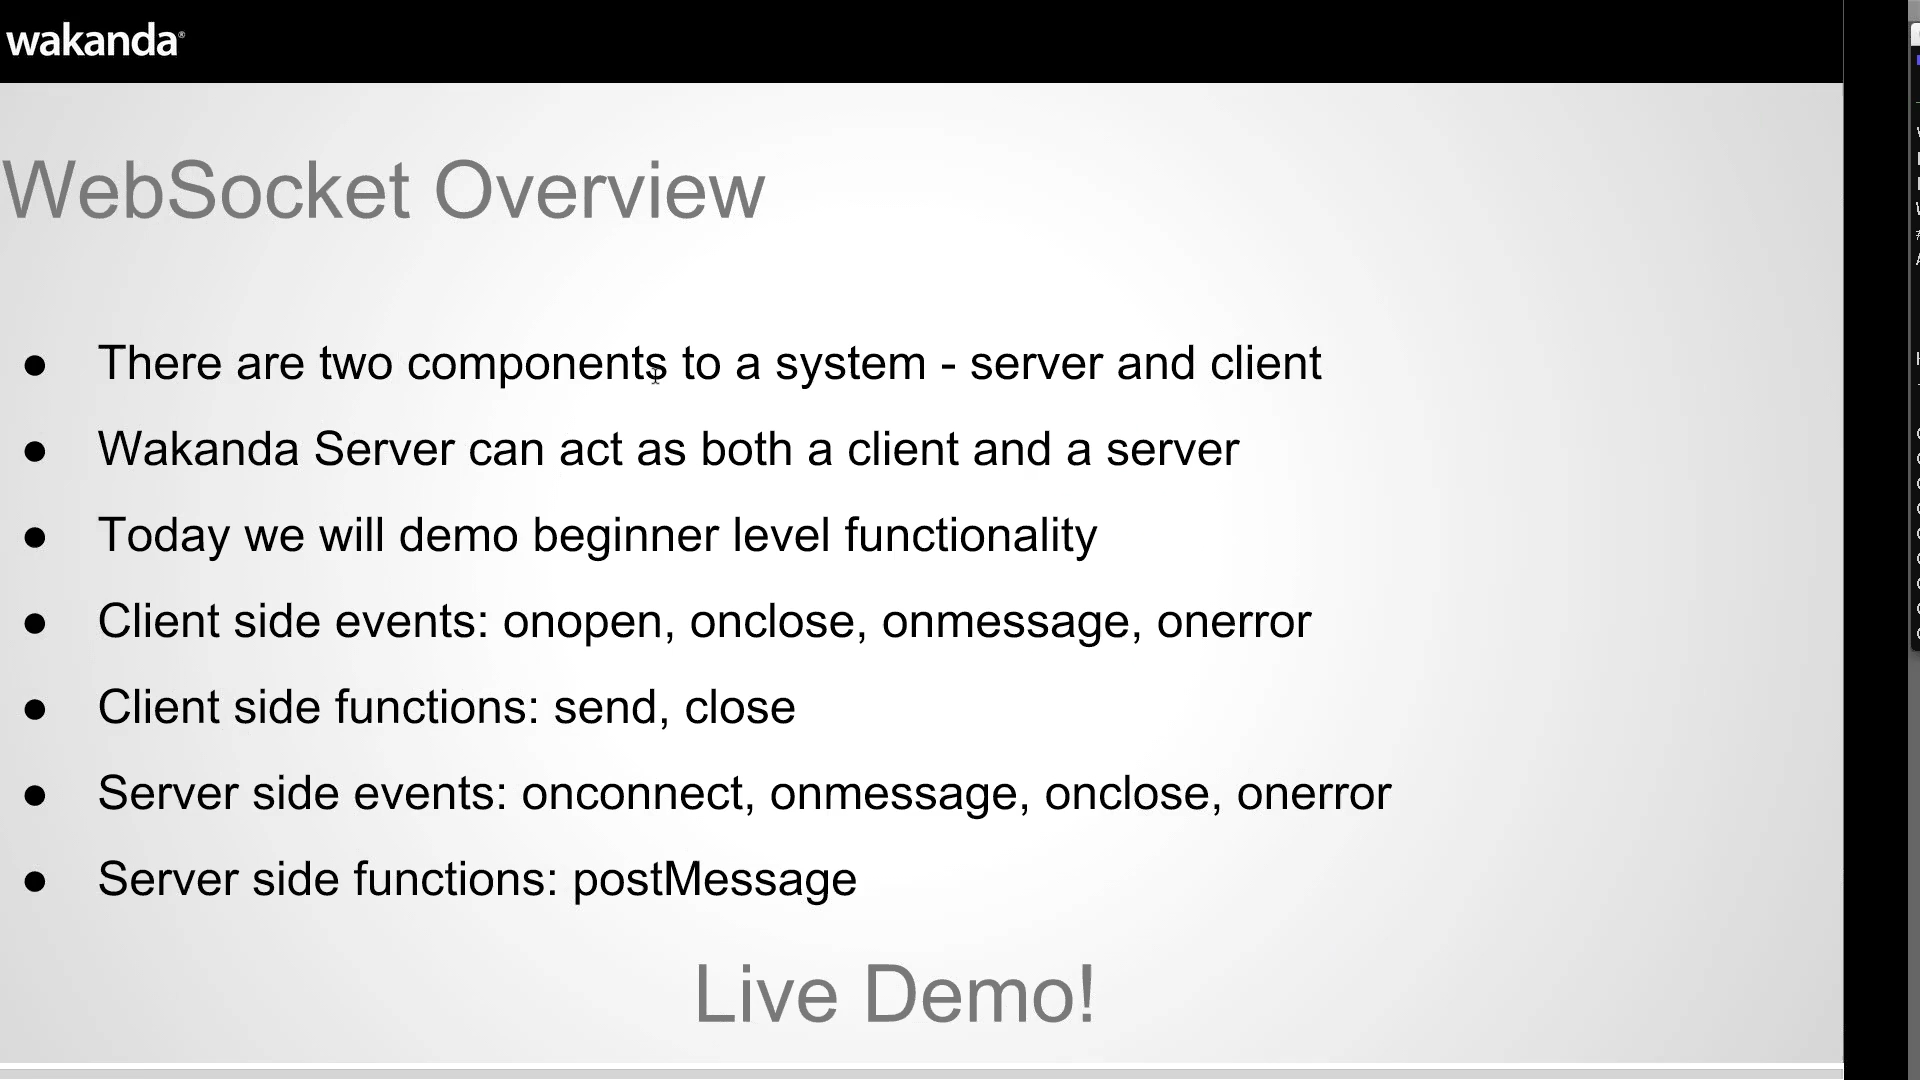 wakanda®
WebSocket Overview
● There are two components to a system - server and client
● Wakanda Server can act as both a client and a server
● Today we will demo beginner level functionality
● Client side events: onopen, onclose, onmessage, onerror
● Client side functions: send, close
● Server side events: onconnect, onmessage, onclose, onerror
● Server side functions: postMessage
Live Demo!